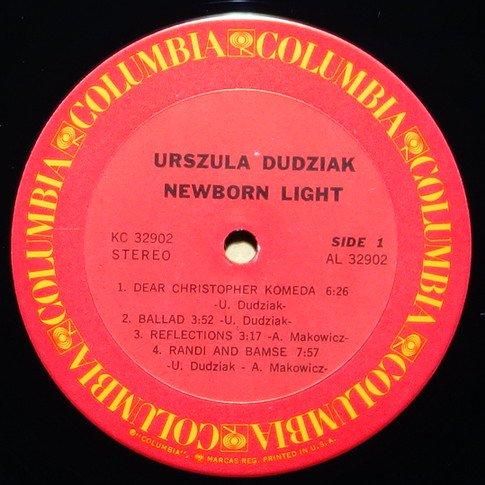 COLUMBIA COLUMBIA COLUMBIA COLUMBIA COLUMBIA COLUMBIA COLUMBIA COLUMBIA
URSZULA DUDZIAK
NEWBORN LIGHT
KC 32902
STEREO
SIDE 1
AL 32902
1. DEAR CHRISTOPHER KOMEDA 6:26
-U. Dudziak-
2. BALLAD 3:52 -U. Dudziak-
3. REFLECTIONS 3:17 -A. Makowicz-
4. RANDI AND BAMSE 7:57
-U. Dudziak - A. Makowicz-
"COLUMBIA", MARCAS REG. PRINTED IN U.S.A.